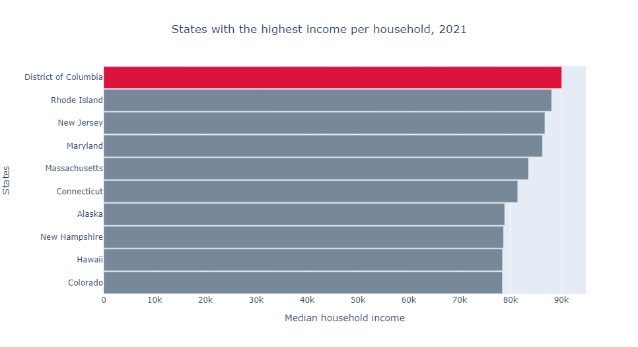 States with the highest income per household, 2021
States
District of Columbia
Rhode Island
New Jersey
Maryland
Massachusetts
Connecticut
Alaska
New Hampshire
Hawaii
Colorado
0 10k 20k 30k 40k 50k 60k 70k 80k 90k
Median household income